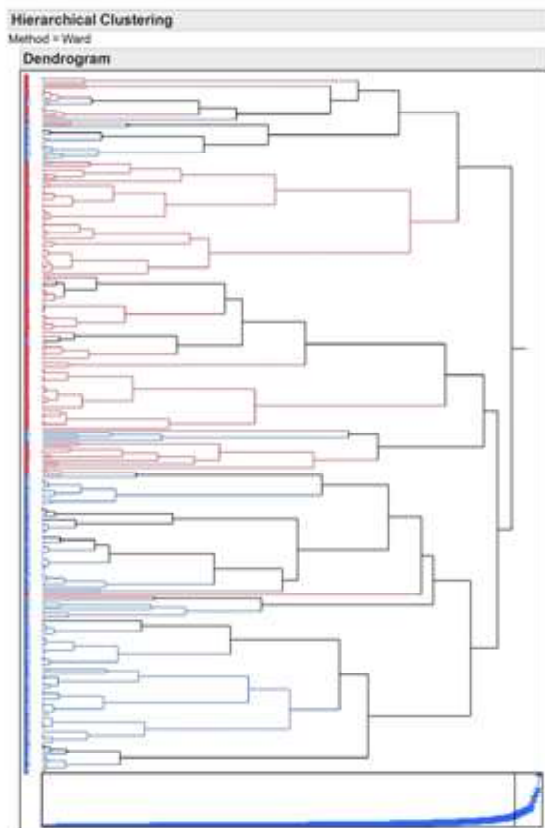 Hierarchical Clustering
Method = Ward
Dendrogram